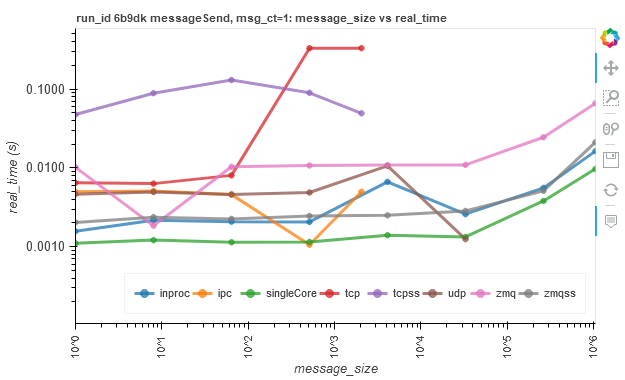 run_id 6b9dk messageSend, msg_ct=1: message_size vs real_time
real_time (s)
0.1000
0.0100
0.0010
inproc ipc singleCore tcp tcpss udp zmq zmqss
10^0 10^1 10^2 10^3 10^4 10^5 10^6
message_size